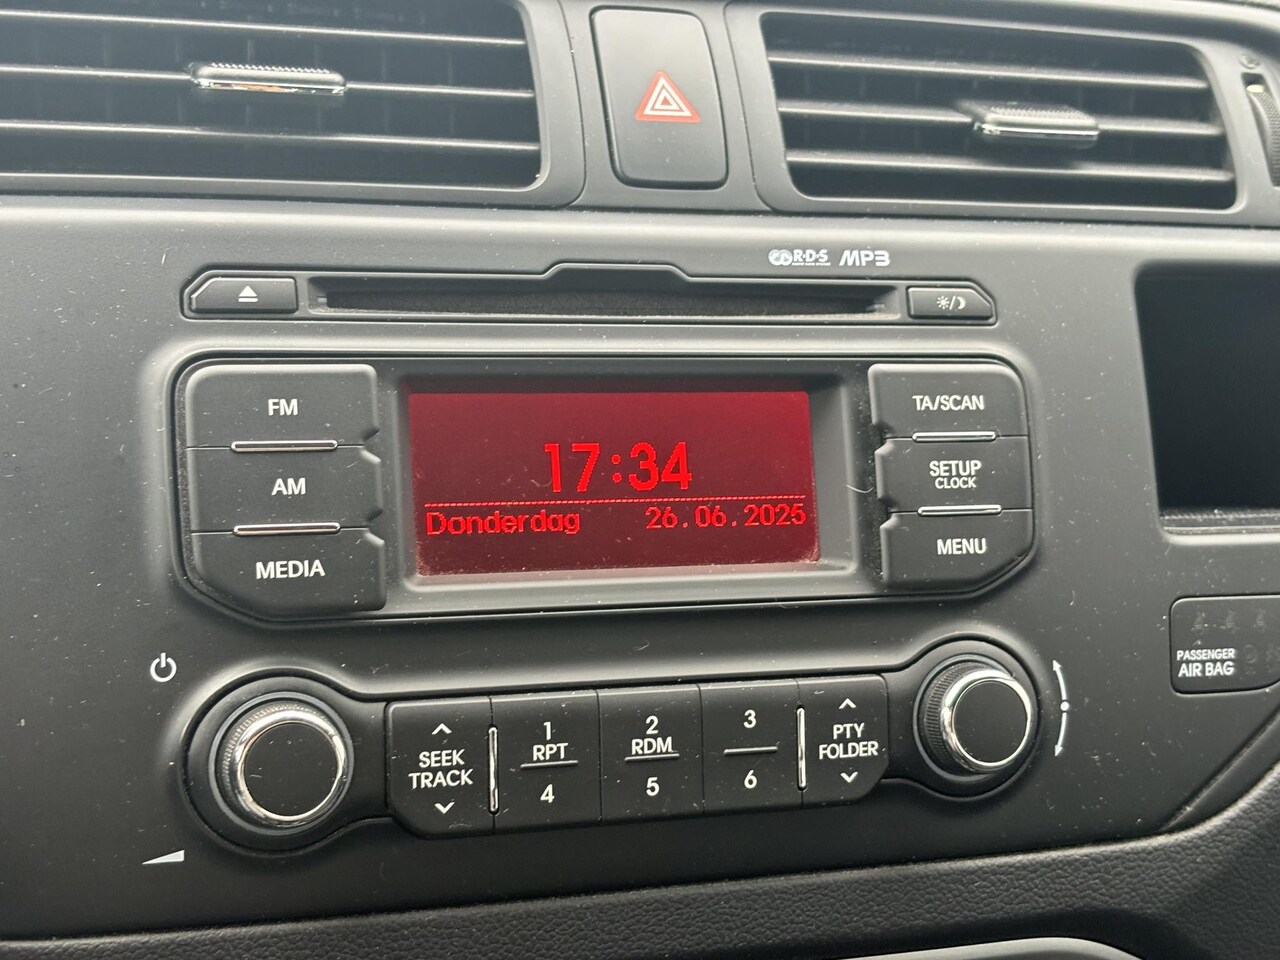 R·D·S MP3
FM
AM
MEDIA
17:34
Donderdag 26.06.2025
TA/SCAN
SETUP
CLOCK
MENU
SEEK
TRACK
1
RPT
4
2
RDM
5
3
6
PTY
FOLDER
PASSENGER
AIR BAG